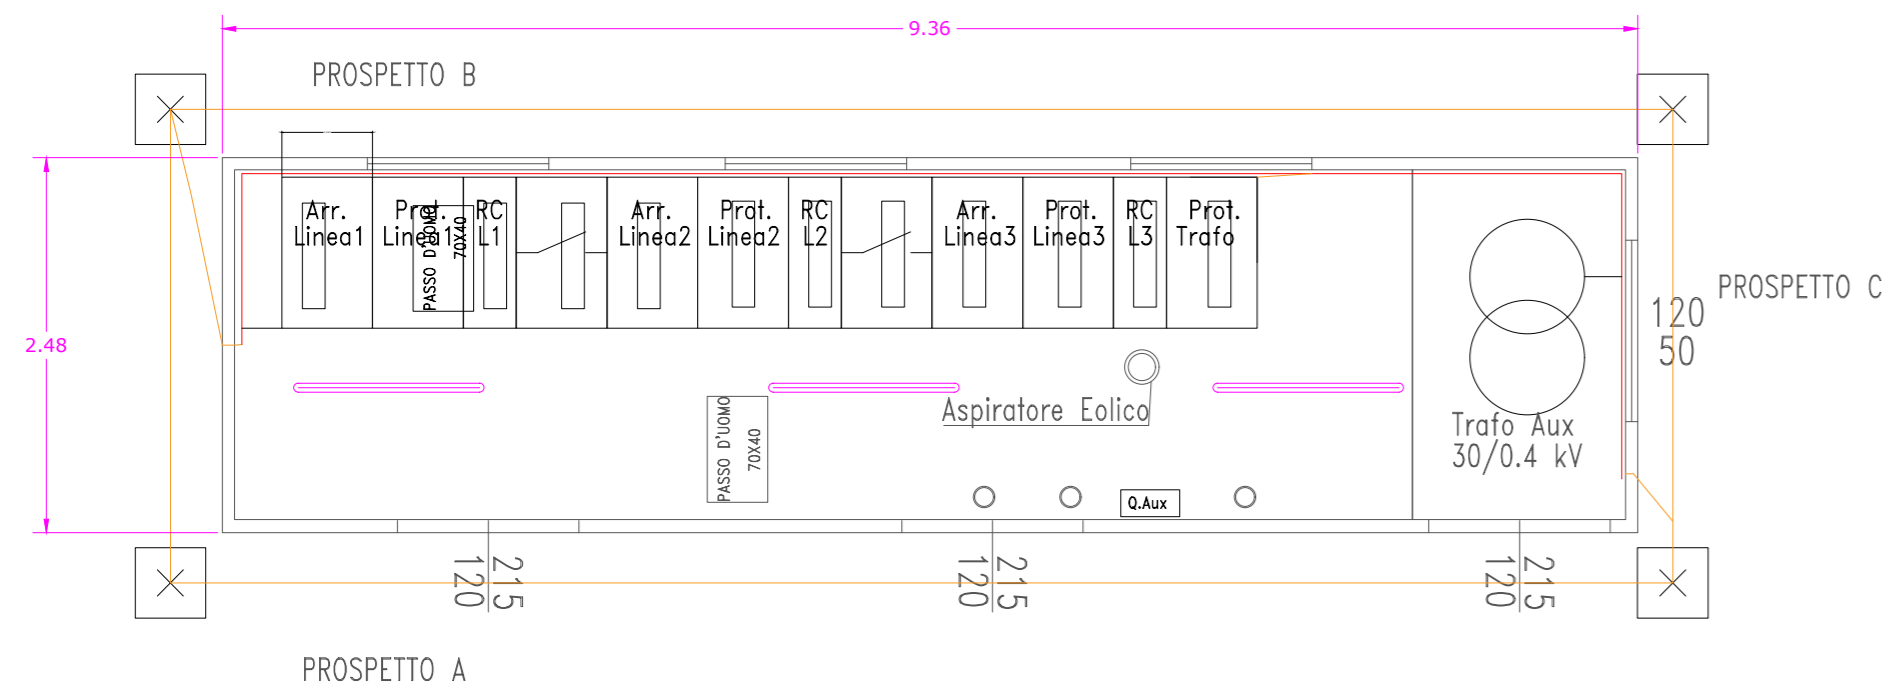 9.36
PROSPETTO B
2.48
Arr.
Linea1
Prot.
Linea1
PASSO D'UOMO
70X40
RC
L1
Arr.
Linea2
Prot.
Linea2
RC
L2
Arr.
Linea3
Prot.
Linea3
RC
L3
Prot.
Trafo
PROSPETTO C
120
50
Aspiratore Eolico
Trafo Aux
30/0.4 kV
PASSO D'UOMO
70X40
Q.Aux
215
120
215
120
215
120
PROSPETTO A